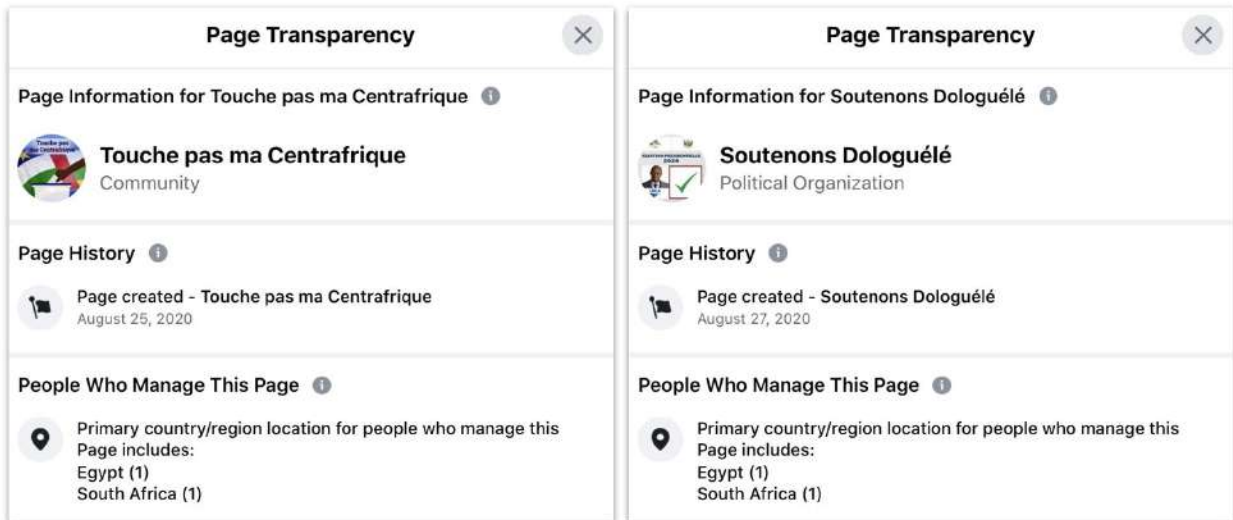 Page Transparency
Page Information for Touche pas ma Centrafrique
Touche pas ma Centrafrique
Touche pas ma Centrafrique
Community
Page History
Page created - Touche pas ma Centrafrique
August 25, 2020
People Who Manage This Page
Primary country/region location for people who manage this
Page includes:
Egypt (1)
South Africa (1)
Page Transparency
Page Information for Soutenons Dologuélé
Soutenons Dologuélé
Political Organization
Page History
Page created - Soutenons Dologuélé
August 27, 2020
People Who Manage This Page
Primary country/region location for people who manage this
Page includes:
Egypt (1)
South Africa (1)